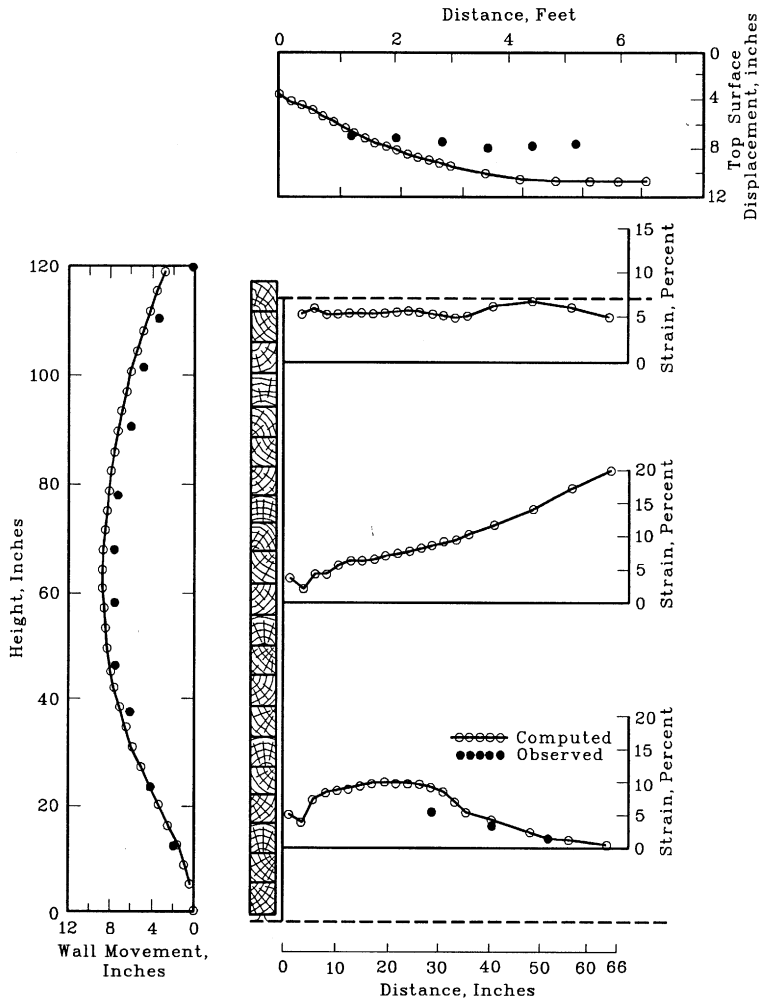 Distance, Feet
0 2 4 6
0
4
8
12
Top Surface
Displacement, inches
120
100
80
60
40
20
0
Height, Inches
12 8 4 0
Wall Movement,
Inches
15
10
5
0
Strain, Percent
20
15
10
5
0
Strain, Percent
20
15
10
5
0
Strain, Percent
Computed
Observed
0 10 20 30 40 50 60 66
Distance, Inches